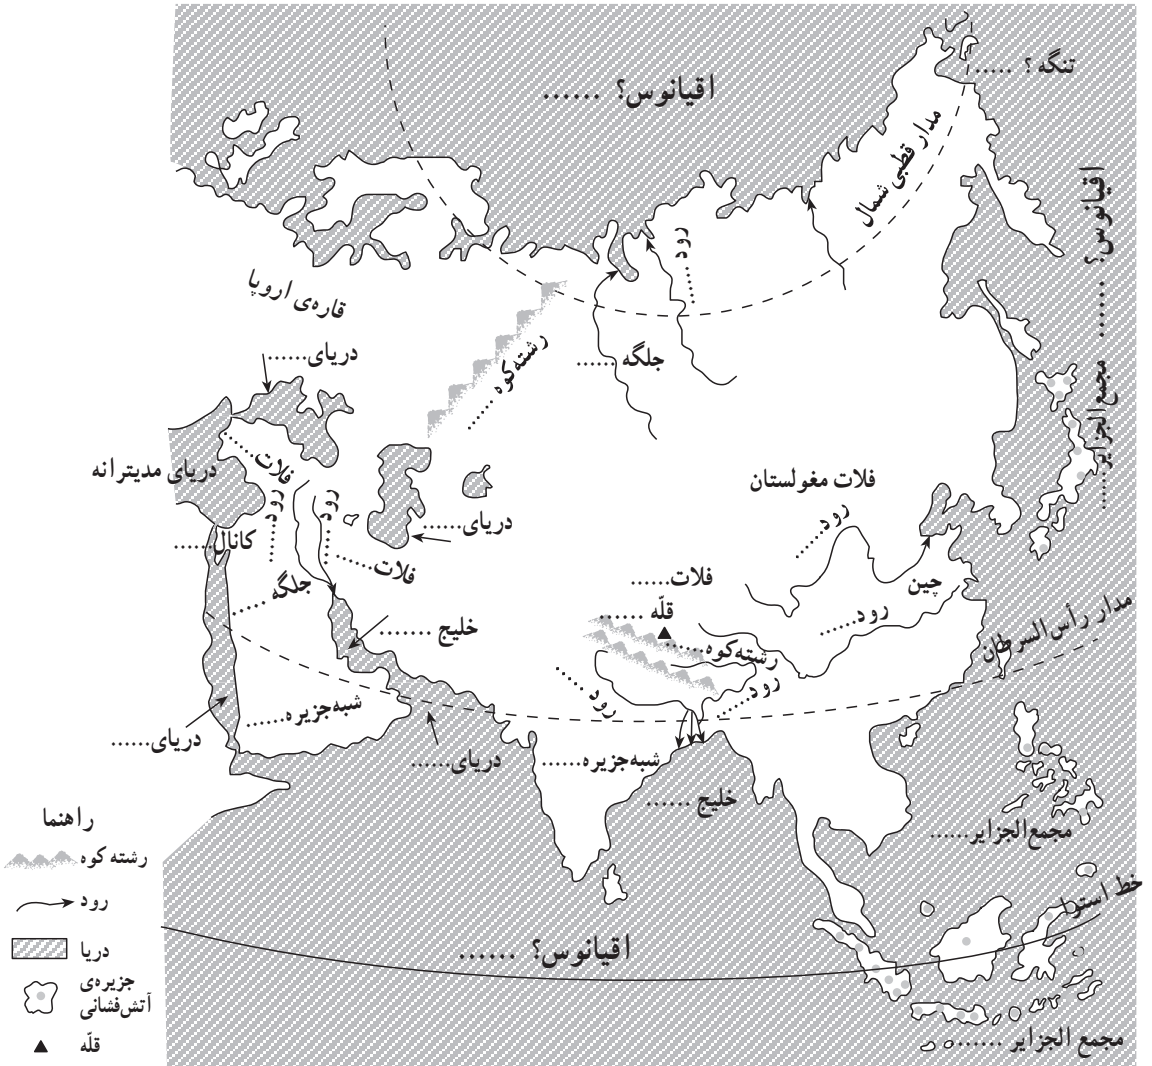 تنگه؟ .....
اقیانوس؟ ......
مدار قطبی شمال
اقیانوس؟ ......
رود......
قاره‌ی اروپا
دریای......
رشته‌کوه ......
جلگه ......
مجمع‌الجزایر......
فلات......
دریای مدیترانه
فلات مغولستان
رود......
رود......
رود......
دریای......
کانال......
فلات......
جلگه ......
فلات......
چین
قلّه ......
رود......
مدار رأس‌السرطان
خلیج ......
رشته‌کوه......
رود......
رود......
شبه‌جزیره......
دریای......
دریای......
شبه‌جزیره......
خلیج ......
مجمع‌الجزایر......
خط استوا
اقیانوس؟ ......
مجمع الجزایر ......
راهنما
رشته کوه
رود
دریا
جزیره‌ی
آتش‌فشانی
قلّه